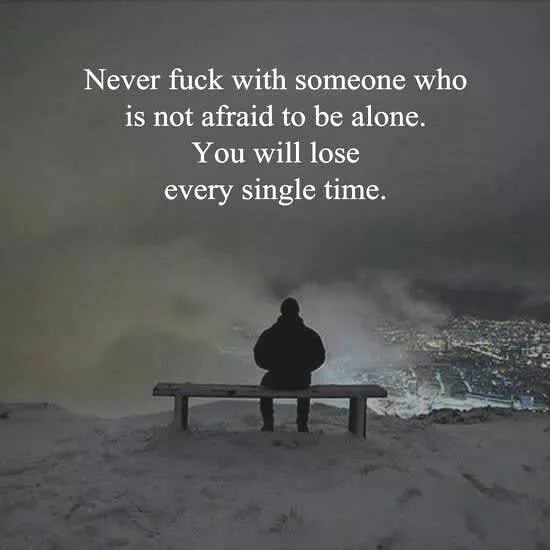 Never fuck with someone who
is not afraid to be alone.
You will lose
every single time.